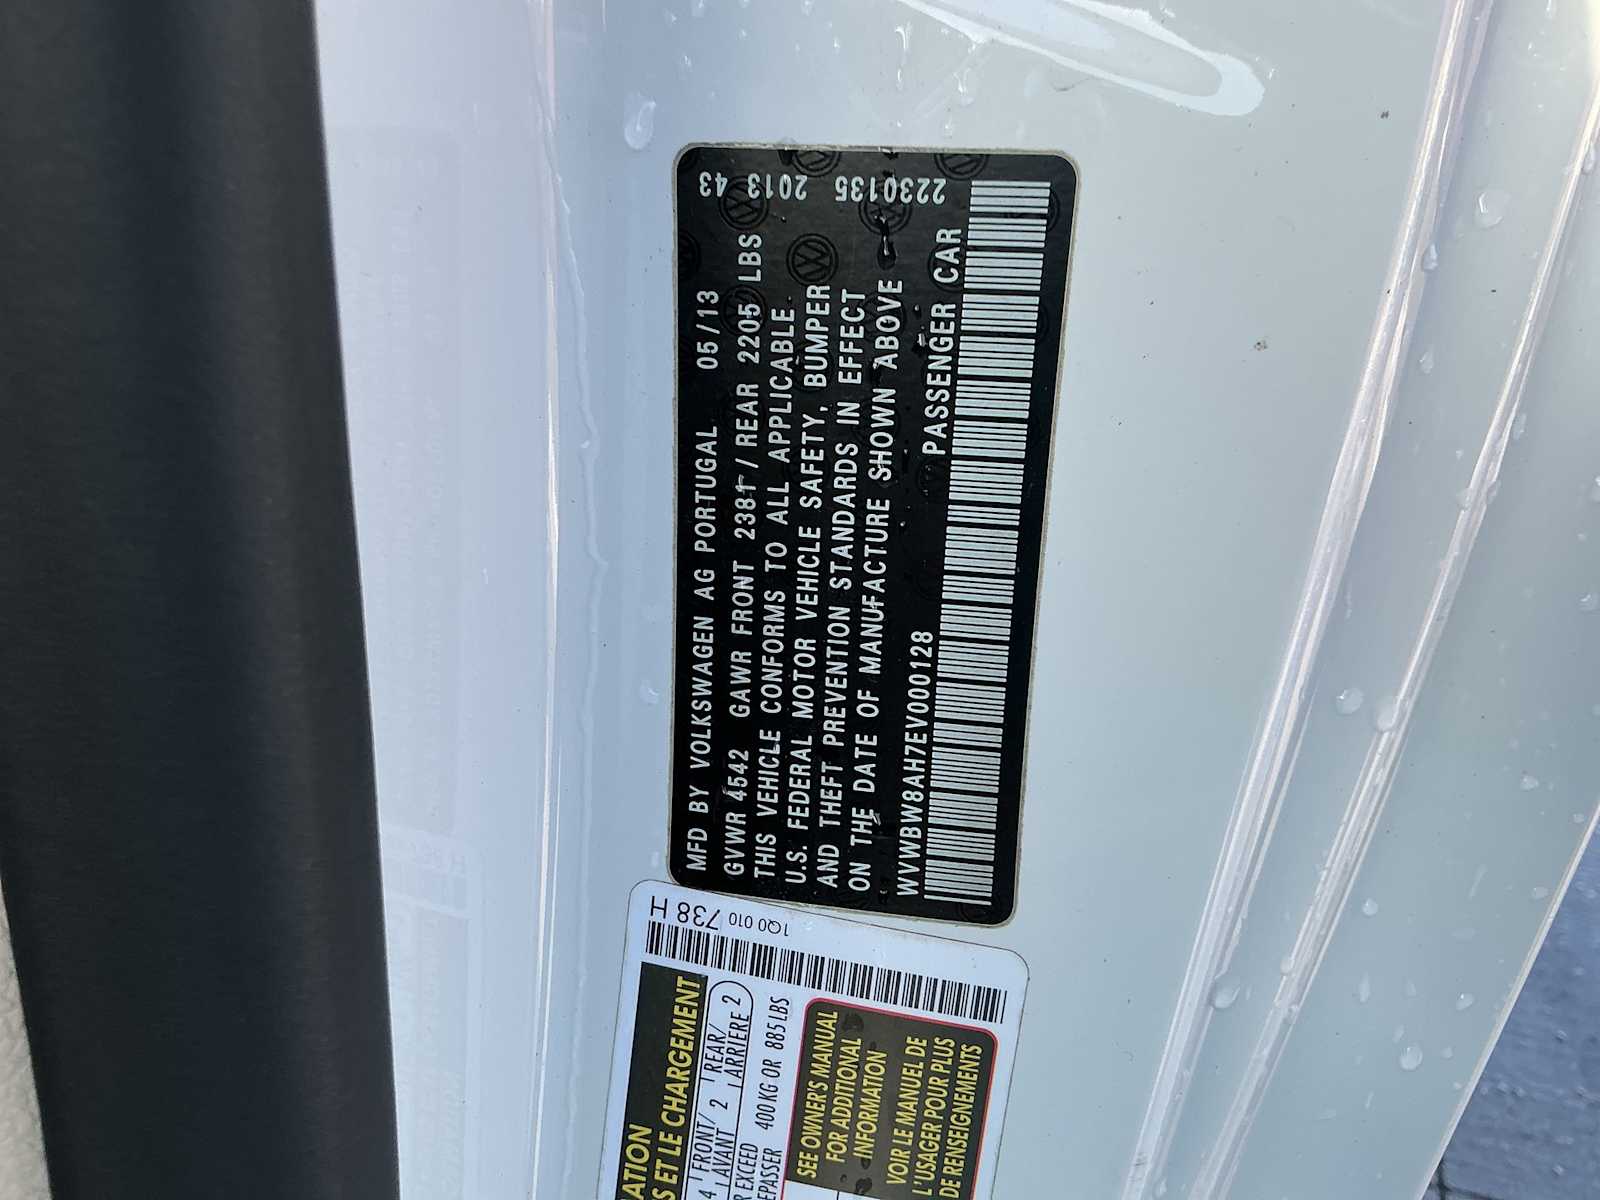 MFD BY VOLKSWAGEN AG PORTUGAL 05/13
GVWR 4542 GAWR FRONT 2381 / REAR 2205 LBS
THIS VEHICLE CONFORMS TO ALL APPLICABLE
U.S. FEDERAL MOTOR VEHICLE SAFETY, BUMPER
AND THEFT PREVENTION STANDARDS IN EFFECT
ON THE DATE OF MANUFACTURE SHOWN ABOVE
WVWBW8AH7EV000128 PASSENGER CAR
43 2013 2230135
1Q0 010 738 H
S ET LE CHARGEMENT
4 FRONT/ AVANT 2 REAR/ ARRIÈRE 2
EXCEED 400 KG OR 885 LBS
SEE OWNER'S MANUAL
FOR ADDITIONAL
INFORMATION
VOIR LE MANUEL DE
L'USAGER POUR PLUS
DE RENSEIGNEMENTS